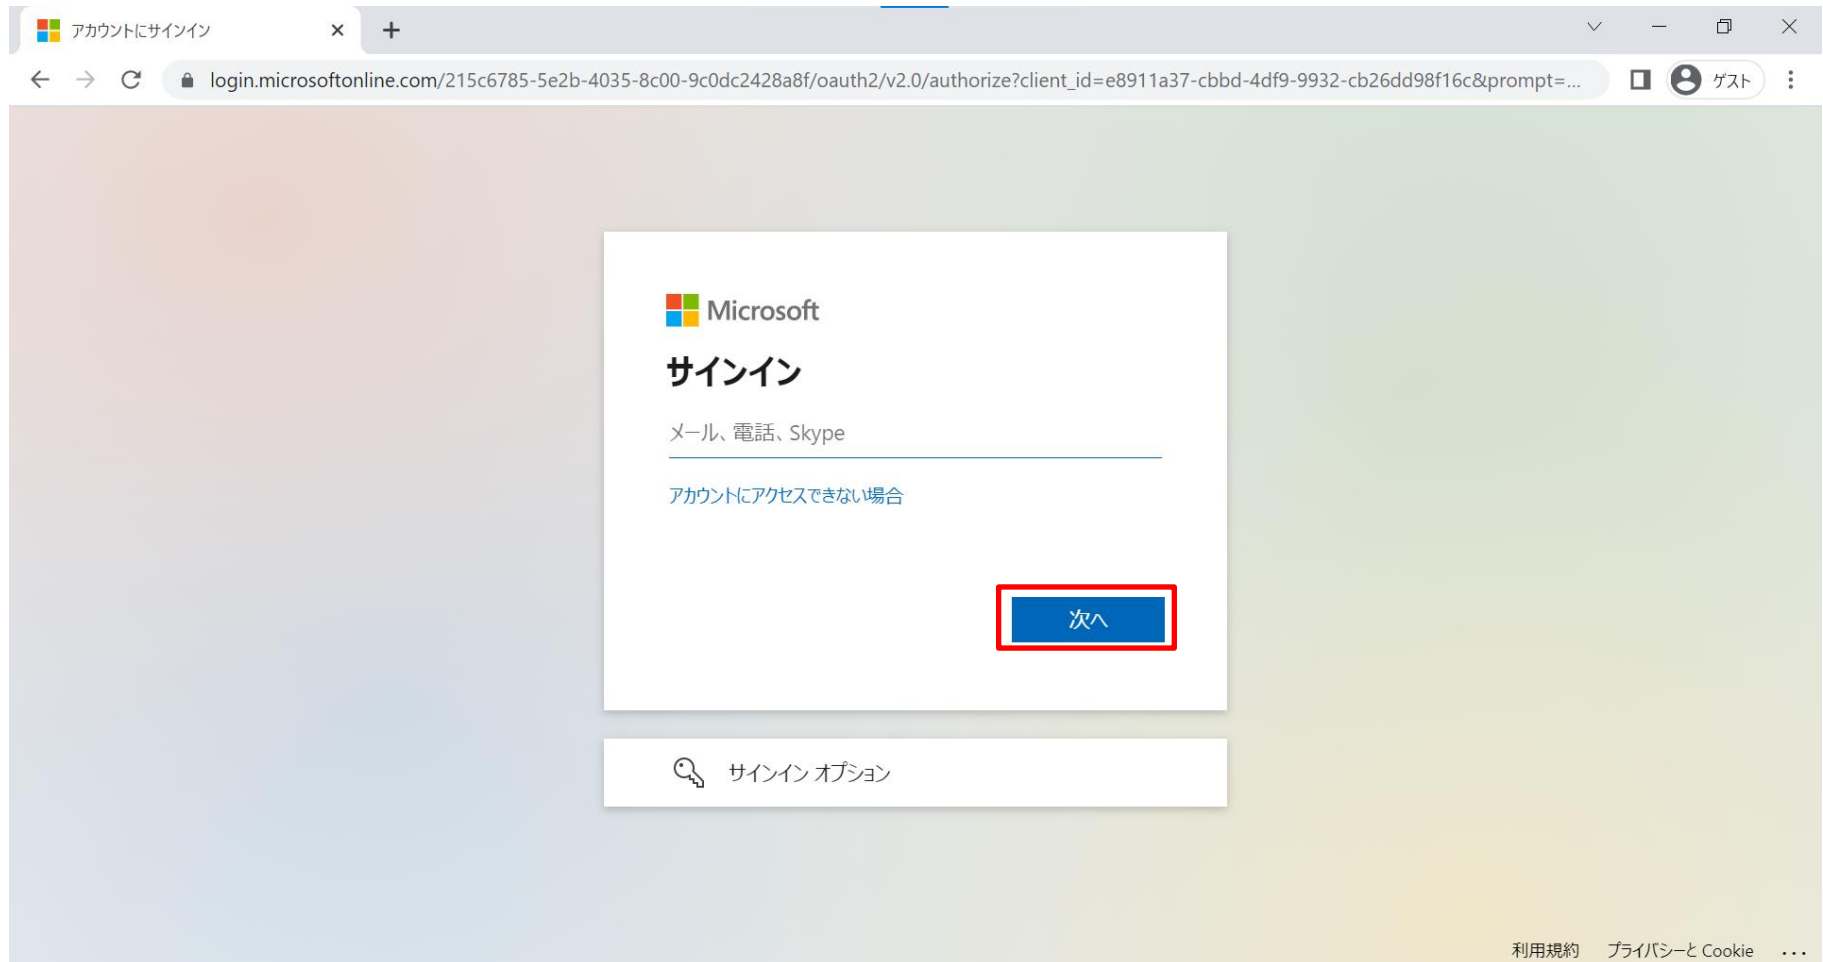 アカウントにサインイン
login.microsoftonline.com/215c6785-5e2b-4035-8c00-9c0dc2428a8f/oauth2/v2.0/authorize?client_id=e8911a37-cbbd-4df9-9932-cb26dd98f16c&prompt=...
ゲスト
Microsoft
サインイン
メール、電話、Skype
アカウントにアクセスできない場合
次へ
サインイン オプション
利用規約 プライバシーと Cookie ...